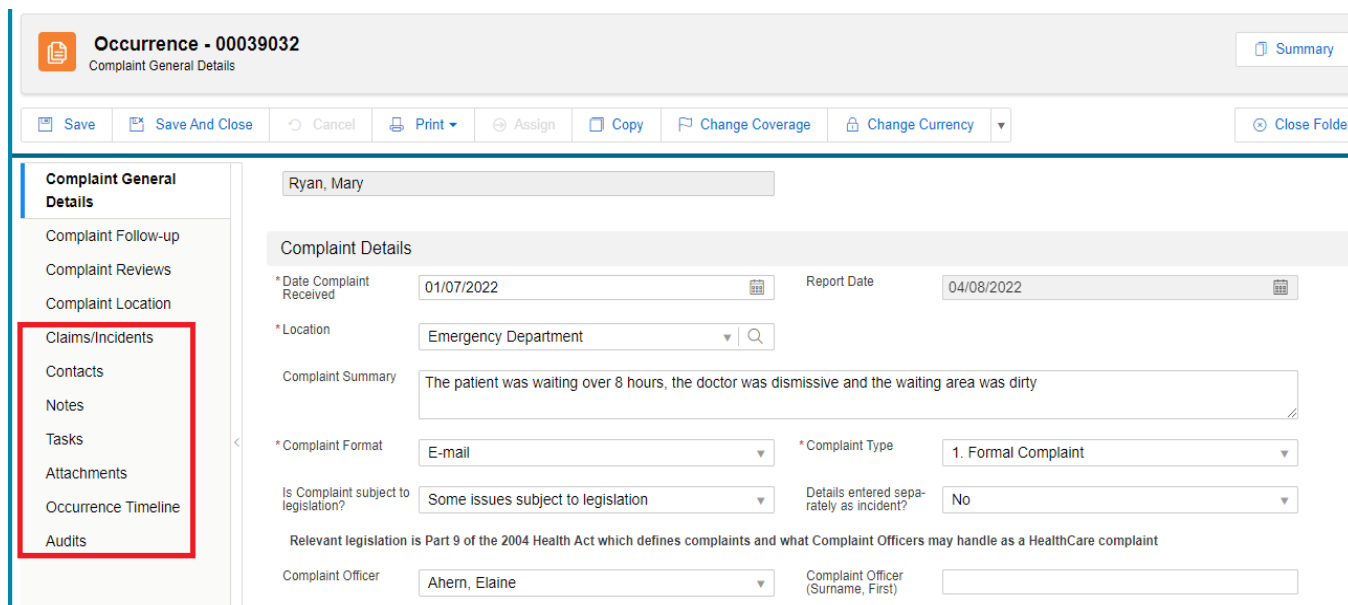 Occurrence - 00039032
Complaint General Details
Summary
Save
Save And Close
Cancel
Print
Assign
Copy
Change Coverage
Change Currency
Close Folde
Complaint General
Details
Complaint Follow-up
Complaint Reviews
Complaint Location
Claims/Incidents
Contacts
Notes
Tasks
Attachments
Occurrence Timeline
Audits
Ryan, Mary
Complaint Details
*Date Complaint
Received
01/07/2022
Report Date
04/08/2022
*Location
Emergency Department
Complaint Summary
The patient was waiting over 8 hours, the doctor was dismissive and the waiting area was dirty
*Complaint Format
E-mail
*Complaint Type
1. Formal Complaint
Is Complaint subject to
legislation?
Some issues subject to legislation
Details entered sepa-
rately as incident?
No
Relevant legislation is Part 9 of the 2004 Health Act which defines complaints and what Complaint Officers may handle as a HealthCare complaint
Complaint Officer
Ahern, Elaine
Complaint Officer
(Surname, First)